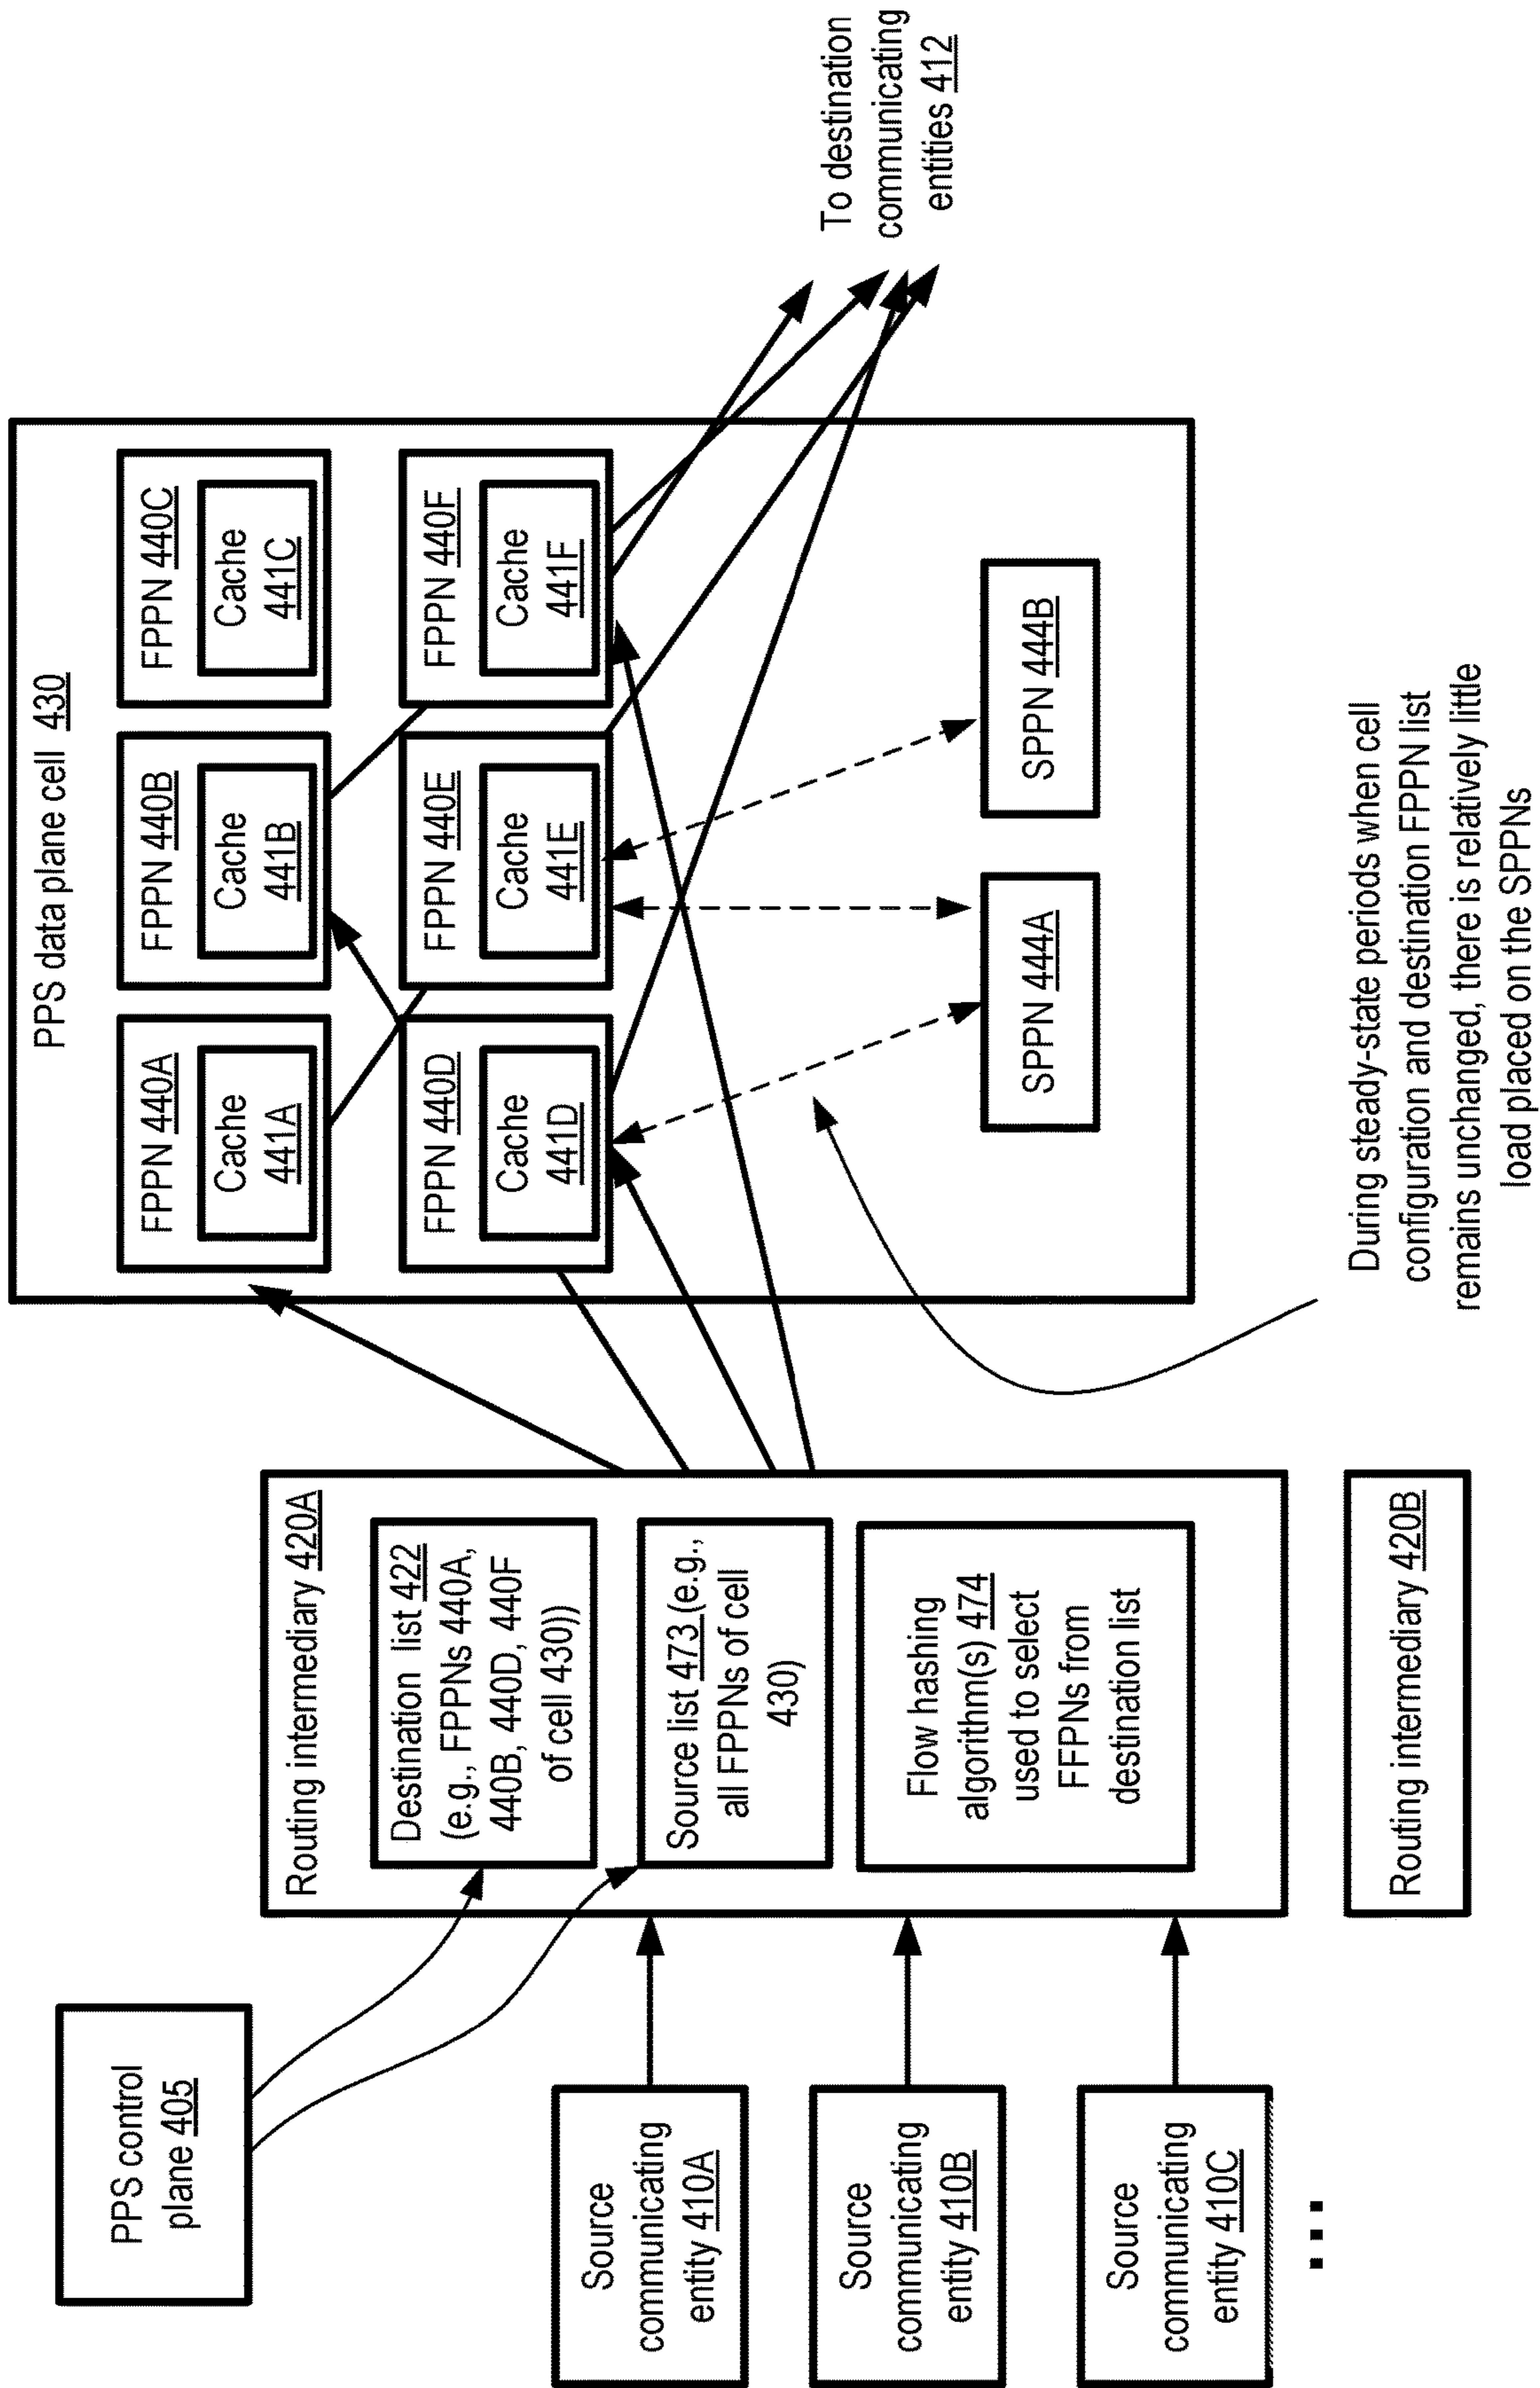 PPS control
plane 405
Source
communicating
entity 410A
Source
communicating
entity 410B
Source
communicating
entity 410C
...
Routing intermediary 420A
Destination list 422
(e.g., FPPNs 440A,
440B, 440D, 440F
of cell 430))
Source list 473 (e.g.,
all FPPNs of cell
430)
Flow hashing
algorithm(s) 474
used to select
FFPNs from
destination list
Routing intermediary 420B
PPS data plane cell 430
FPPN 440A
Cache
441A
FPPN 440B
Cache
441B
FPPN 440C
Cache
441C
FPPN 440D
Cache
441D
FPPN 440E
Cache
441E
FPPN 440F
Cache
441F
SPPN 444A
SPPN 444B
To destination
communicating
entities 412
During steady-state periods when cell
configuration and destination FPPN list
remains unchanged, there is relatively little
load placed on the SPPNs